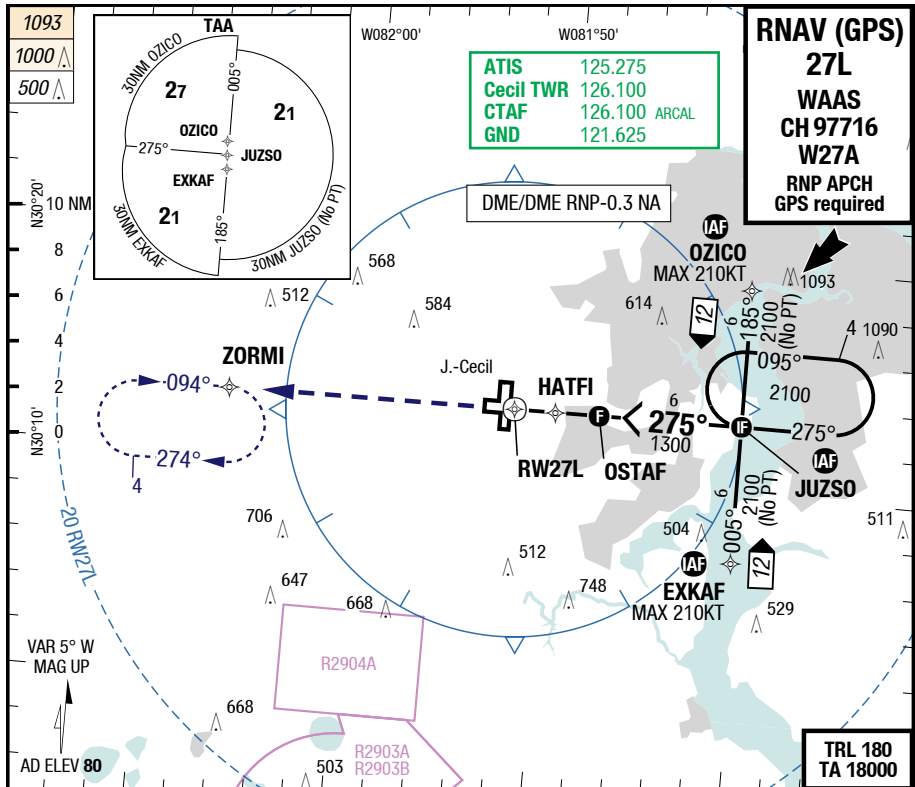 1093
1000
500
TAA
30NM OZICO
005°
27
21
OZICO
275°
JUZSO
EXKAF
21
185°
30NM EXKAF
30NM JUZSO (No PT)
W082°00'
W081°50'
ATIS 125.275
Cecil TWR 126.100
CTAF 126.100 ARCAL
GND 121.625
RNAV (GPS)
27L
WAAS
CH 97716
W27A
RNP APCH
GPS required
DME/DME RNP-0.3 NA
N30°20'
10 NM
8
6
4
2
0
N30°10'
IAF
OZICO
MAX 210KT
1093
568
512
584
614
12
6
185°
2100
(No PT)
4
1090
095°
2100
ZORMI
094°
274°
4
J.-Cecil
HATFI
F
6
275°
1300
IF
275°
IAF
JUZSO
RW27L
OSTAF
6
005°
2100
(No PT)
12
504
511
IAF
EXKAF
MAX 210KT
529
706
512
647
748
668
20 RW27L
R2904A
668
R2903A
R2903B
503
VAR 5° W
MAG UP
AD ELEV 80
TRL 180
TA 18000